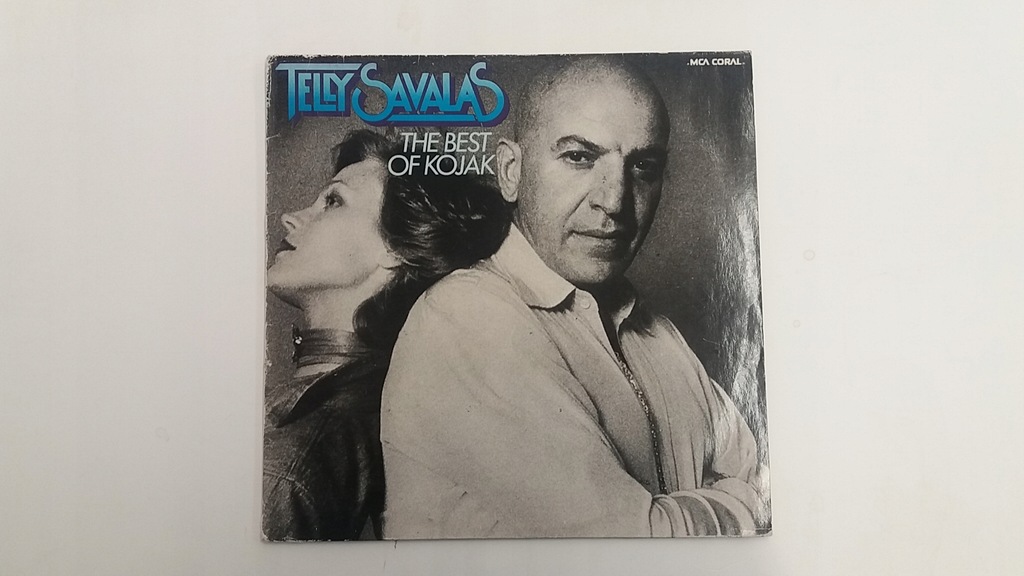 TELLY SAVALAS
MCA CORAL
THE BEST
OF KOJAK